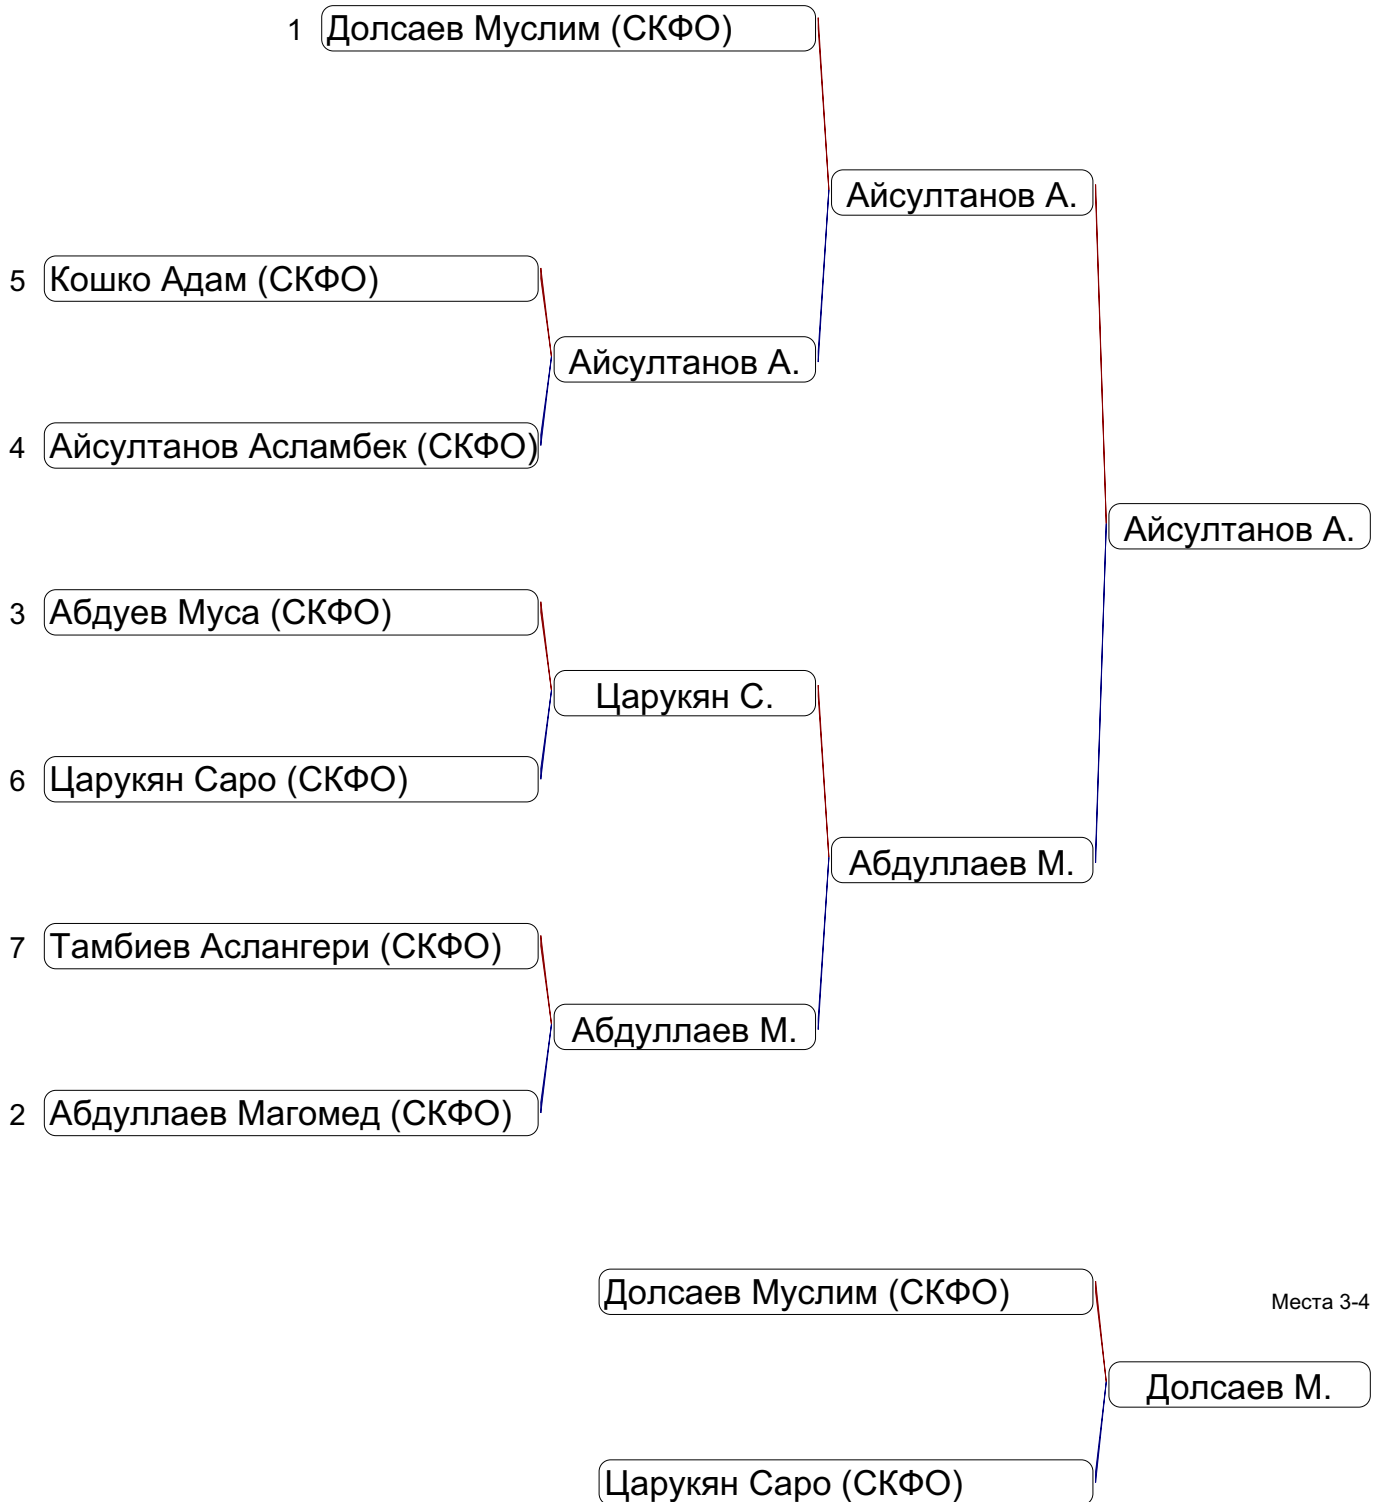 1 Долсаев Муслим (СКФО)
Айсултанов А.
5 Кошко Адам (СКФО)
Айсултанов А.
4 Айсултанов Асламбек (СКФО)
Айсултанов А.
3 Абдуев Муса (СКФО)
Царукян С.
6 Царукян Саро (СКФО)
Абдуллаев М.
7 Тамбиев Аслангери (СКФО)
Абдуллаев М.
2 Абдуллаев Магомед (СКФО)
Долсаев Муслим (СКФО)
Места 3-4
Долсаев М.
Царукян Саро (СКФО)